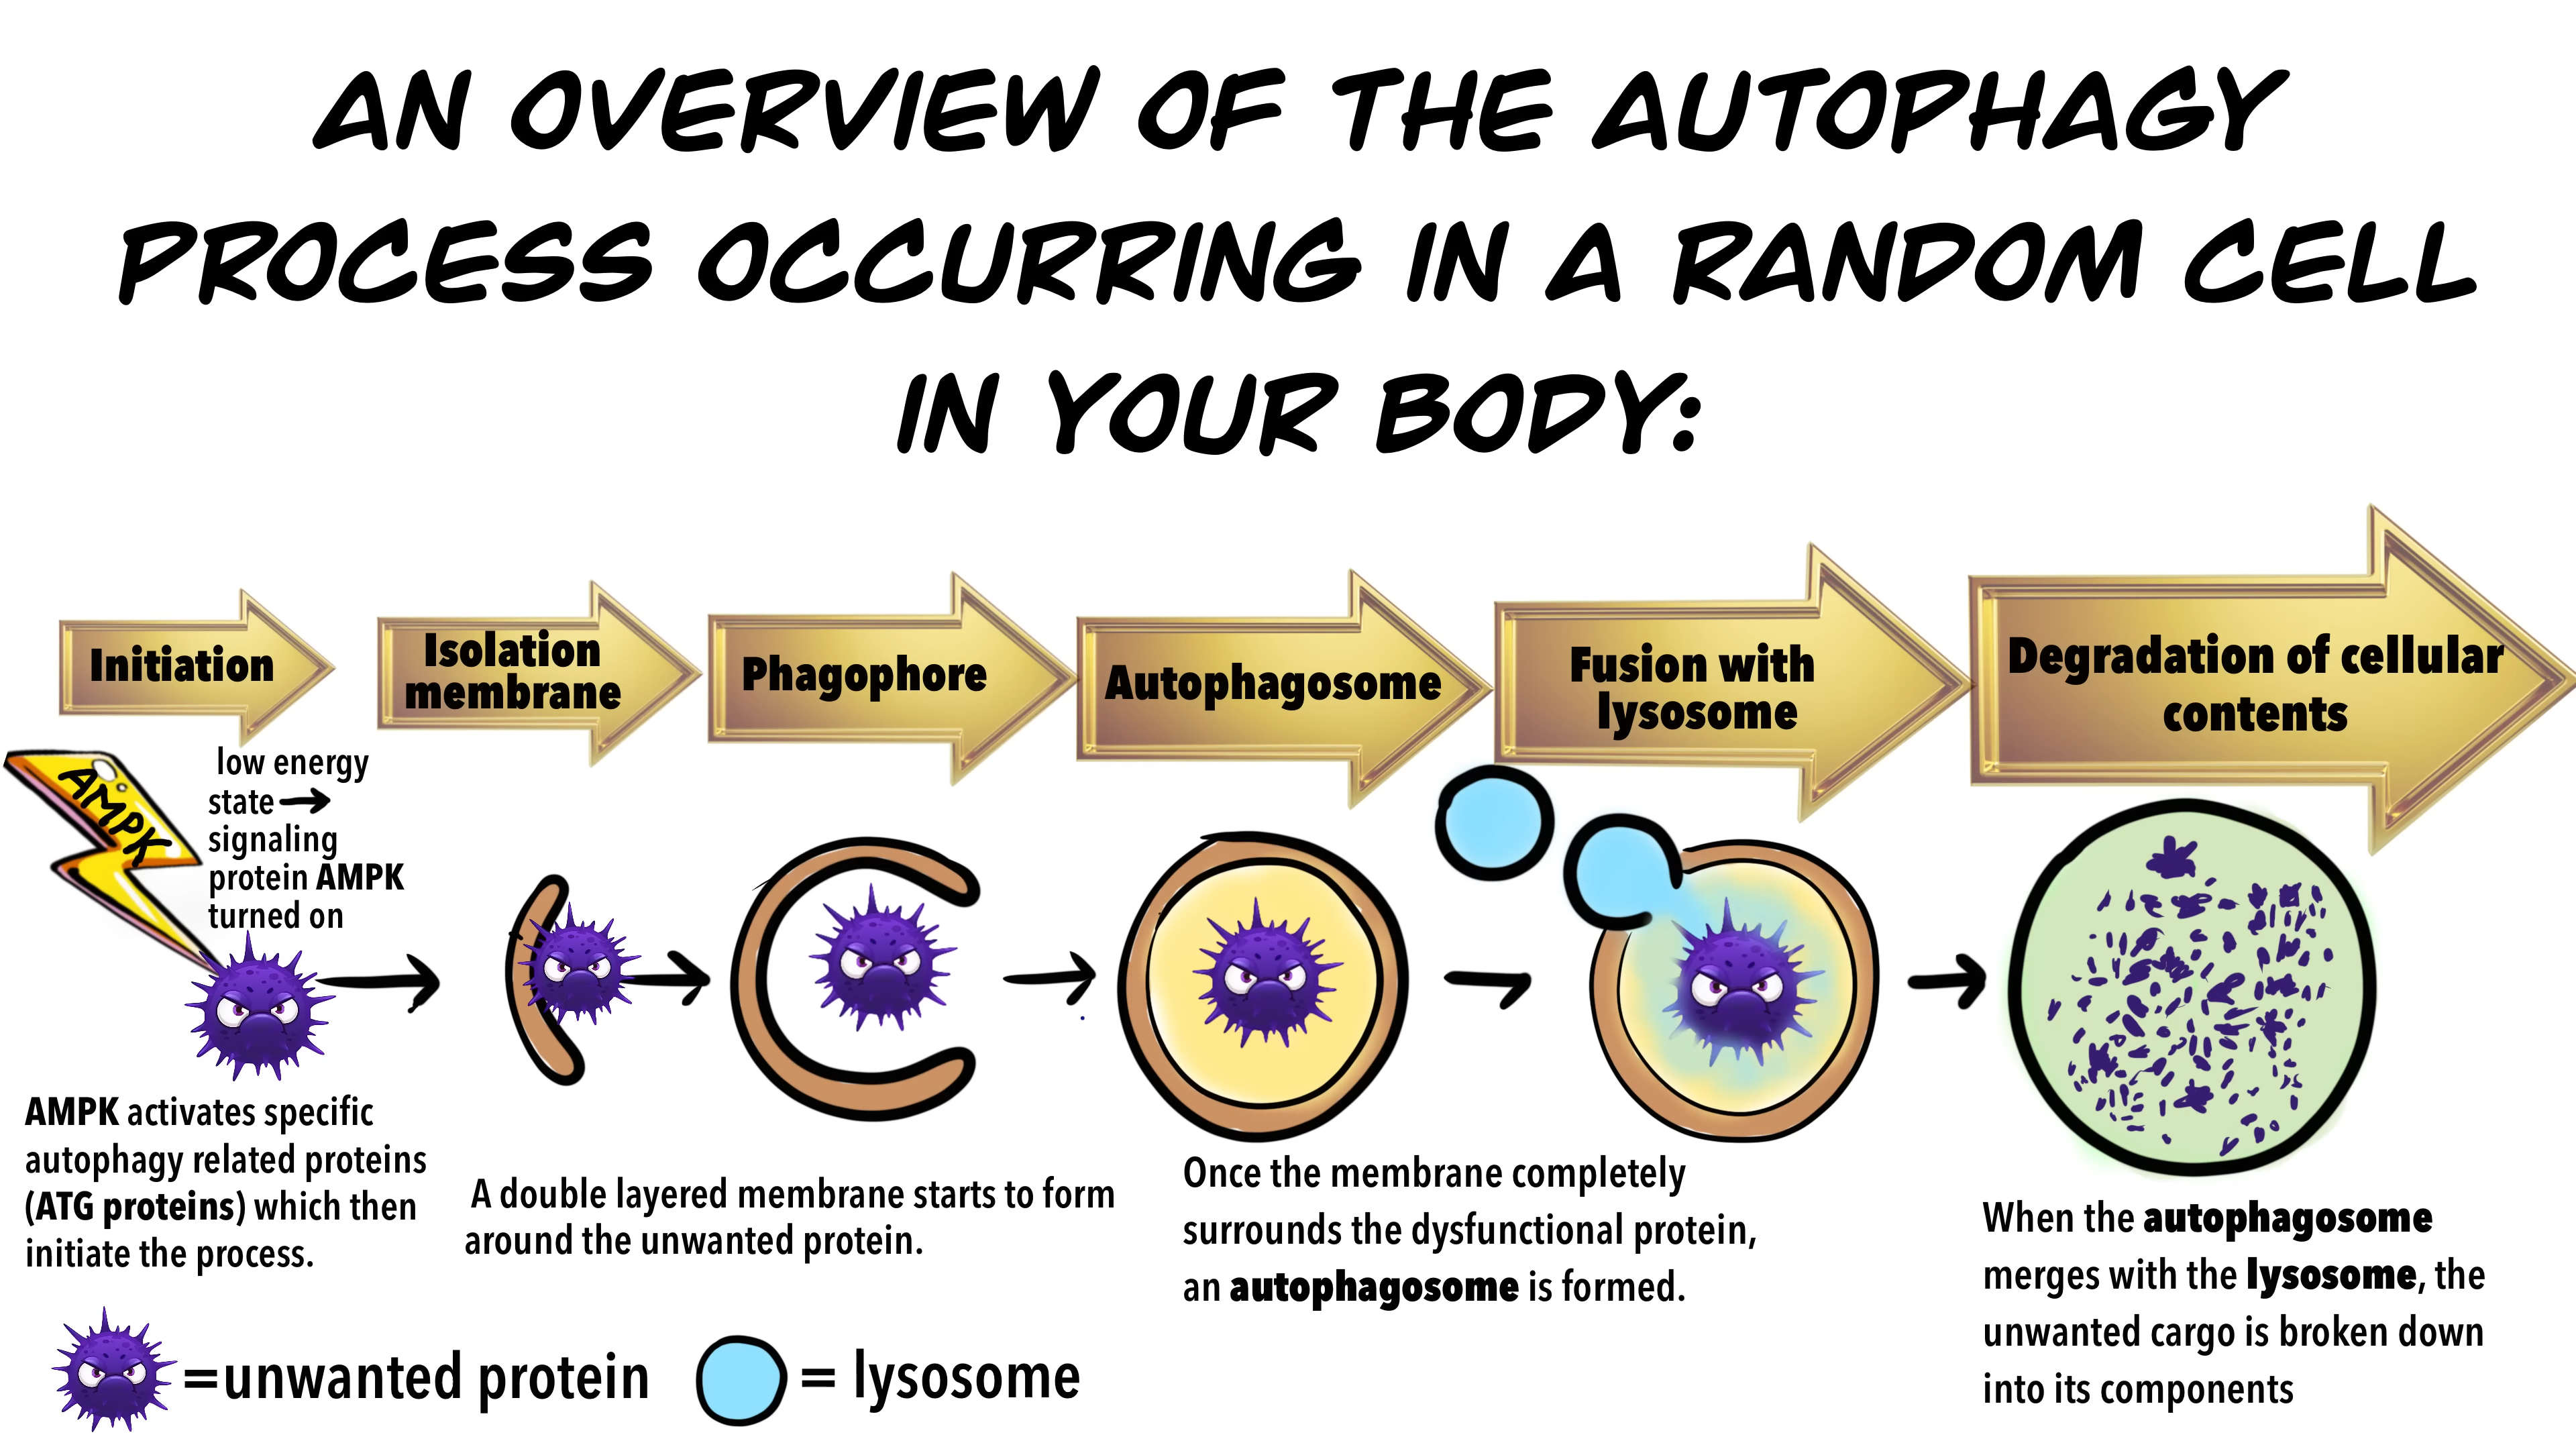 AN OVERVIEW OF THE AUTOPHAGY
PROCESS OCCURRING IN A RANDOM CELL
IN YOUR BODY:
Initiation
Isolation
membrane
Phagophore
Autophagosome
Fusion with
lysosome
Degradation of cellular
contents
AMPK
low energy
state →
signaling
protein AMPK
turned on
AMPK activates specific
autophagy related proteins
(ATG proteins) which then
initiate the process.
A double layered membrane starts to form
around the unwanted protein.
Once the membrane completely
surrounds the dysfunctional protein,
an autophagosome is formed.
When the autophagosome
merges with the lysosome, the
unwanted cargo is broken down
into its components
=unwanted protein
= lysosome